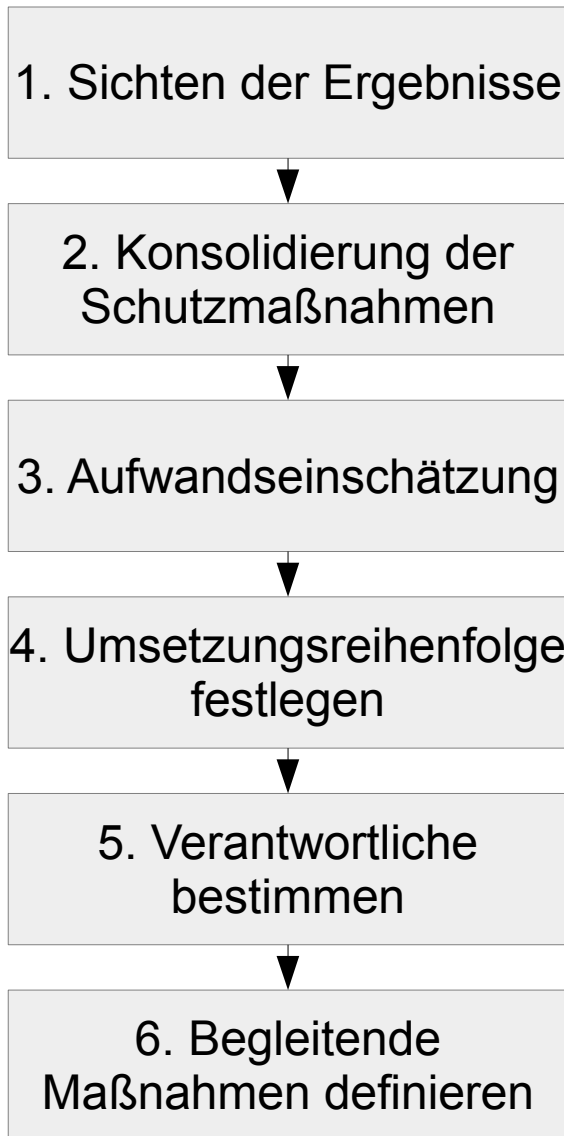 1. Sichten der Ergebnisse
2. Konsolidierung der
Schutzmaßnahmen
3. Aufwandseinschätzung
4. Umsetzungsreihenfolge
festlegen
5. Verantwortliche
bestimmen
6. Begleitende
Maßnahmen definieren